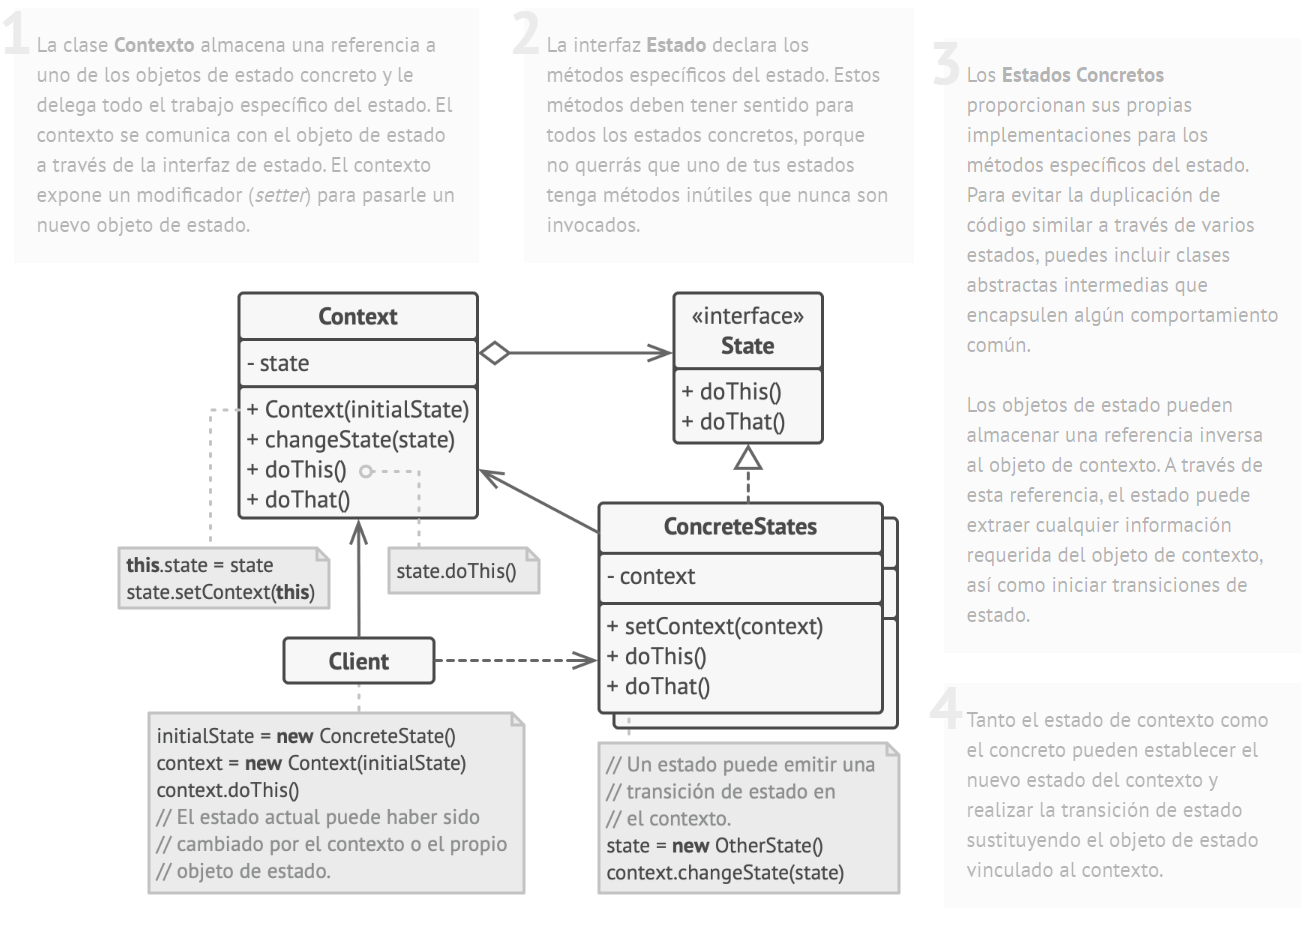 1
La clase Contexto almacena una referencia a
uno de los objetos de estado concreto y le
delega todo el trabajo específico del estado. El
contexto se comunica con el objeto de estado
a través de la interfaz de estado. El contexto
expone un modificador (setter) para pasarle un
nuevo objeto de estado.
2
La interfaz Estado declara los
métodos específicos del estado. Estos
métodos deben tener sentido para
todos los estados concretos, porque
no querrás que uno de tus estados
tenga métodos inútiles que nunca son
invocados.
3
Los Estados Concretos
proporcionan sus propias
implementaciones para los
métodos específicos del estado.
Para evitar la duplicación de
código similar a través de varios
estados, puedes incluir clases
abstractas intermedias que
encapsulen algún comportamiento
común.
Los objetos de estado pueden
almacenar una referencia inversa
al objeto de contexto. A través de
esta referencia, el estado puede
extraer cualquier información
requerida del objeto de contexto,
así como iniciar transiciones de
estado.
4
Tanto el estado de contexto como
el concreto pueden establecer el
nuevo estado del contexto y
realizar la transición de estado
sustituyendo el objeto de estado
vinculado al contexto.
Context
- state
+ Context(initialState)
+ changeState(state)
+ doThis()
+ doThat()
«interface»
State
+ doThis()
+ doThat()
this.state = state
state.setContext(this)
state.doThis()
ConcreteStates
- context
+ setContext(context)
+ doThis()
+ doThat()
Client
initialState = new ConcreteState()
context = new Context(initialState)
context.doThis()
// El estado actual puede haber sido
// cambiado por el contexto o el propio
// objeto de estado.
// Un estado puede emitir una
// transición de estado en
// el contexto.
state = new OtherState()
context.changeState(state)